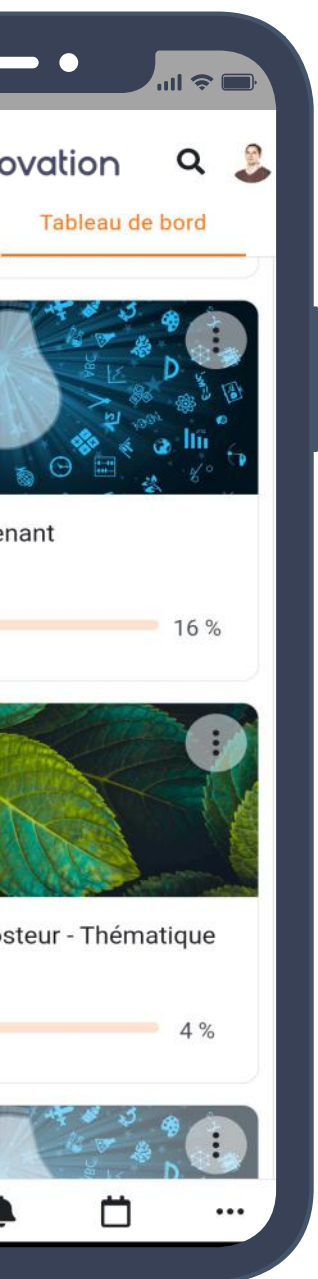 ovation
Tableau de bord
enant
16 %
osteur - Thématique
4 %